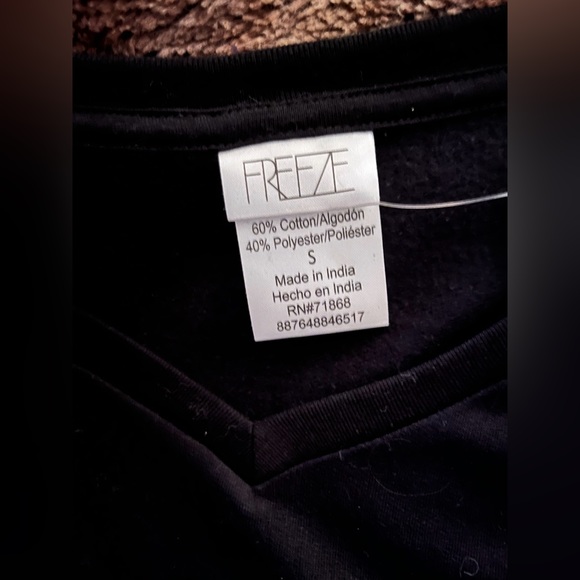 FREEZE
60% Cotton/Algodón
40% Polyester/Poliéster
S
Made in India
Hecho en India
RN#71868
887648846517